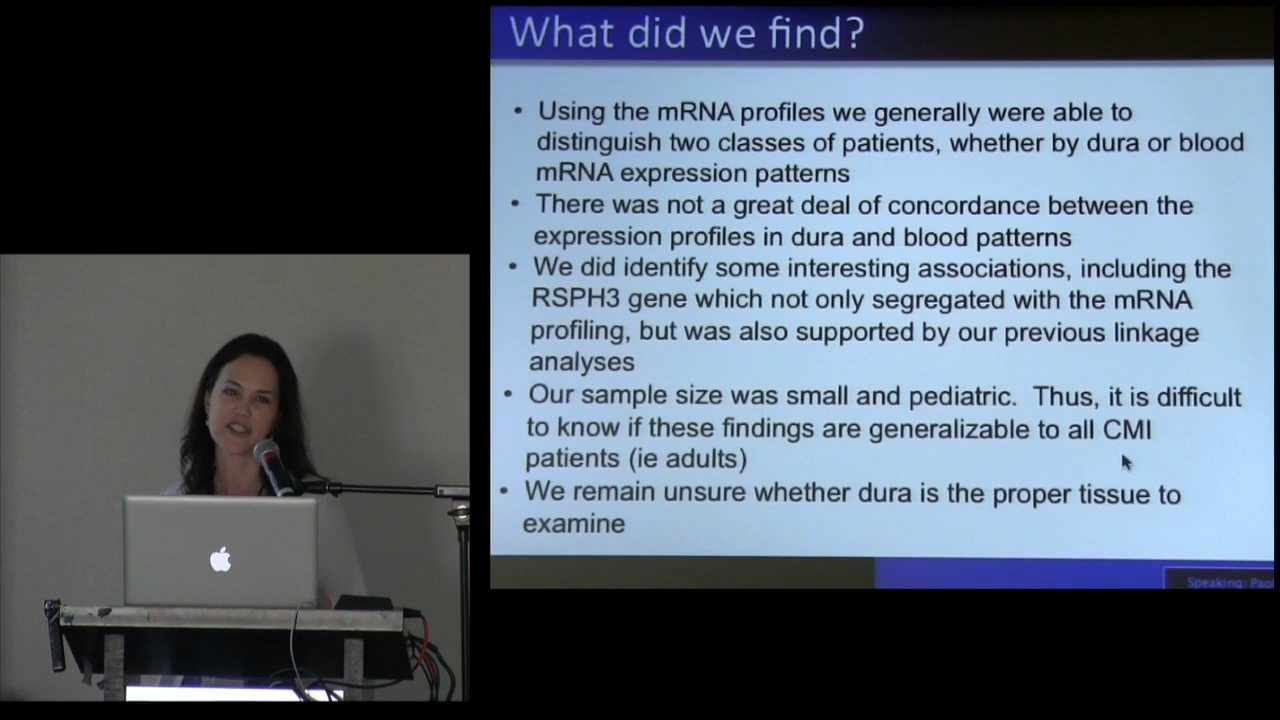 What did we find?
• Using the mRNA profiles we generally were able to
distinguish two classes of patients, whether by dura or blood
mRNA expression patterns
• There was not a great deal of concordance between the
expression profiles in dura and blood patterns
• We did identify some interesting associations, including the
RSPH3 gene which not only segregated with the mRNA
profiling, but was also supported by our previous linkage
analyses
• Our sample size was small and pediatric. Thus, it is difficult
to know if these findings are generalizable to all CMI
patients (ie adults)
• We remain unsure whether dura is the proper tissue to
examine
Speaking: